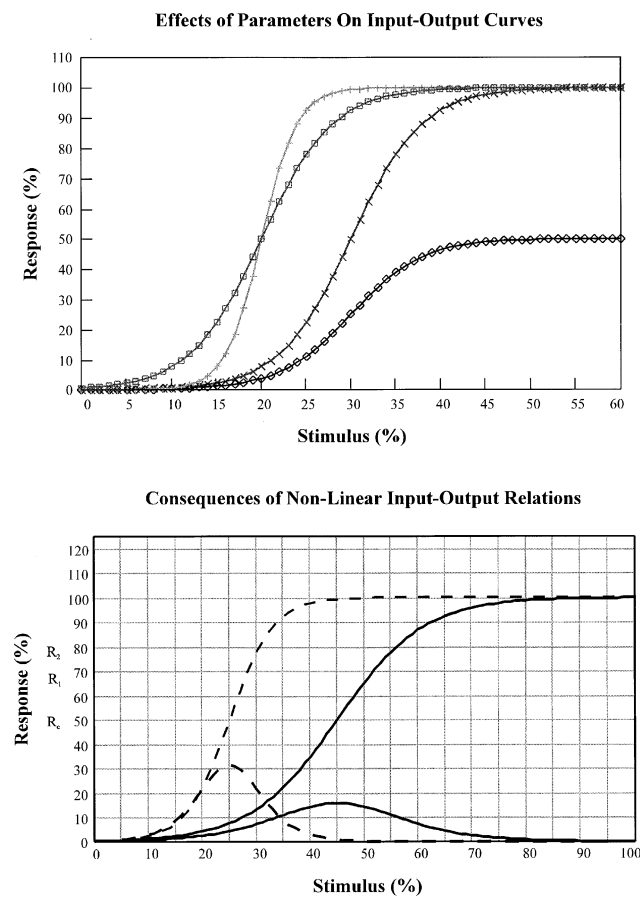 Effects of Parameters On Input-Output Curves
110
100
90
80
70
60
50
40
30
20
10
0
Response (%)
0 5 10 15 20 25 30 35 40 45 50 55 60
Stimulus (%)
Consequences of Non-Linear Input-Output Relations
120
110
100
90
80
70
60
50
40
30
20
10
0
R₂
R₁
Response (%)
0 10 20 30 40 50 60 70 80 90 100
Stimulus (%)